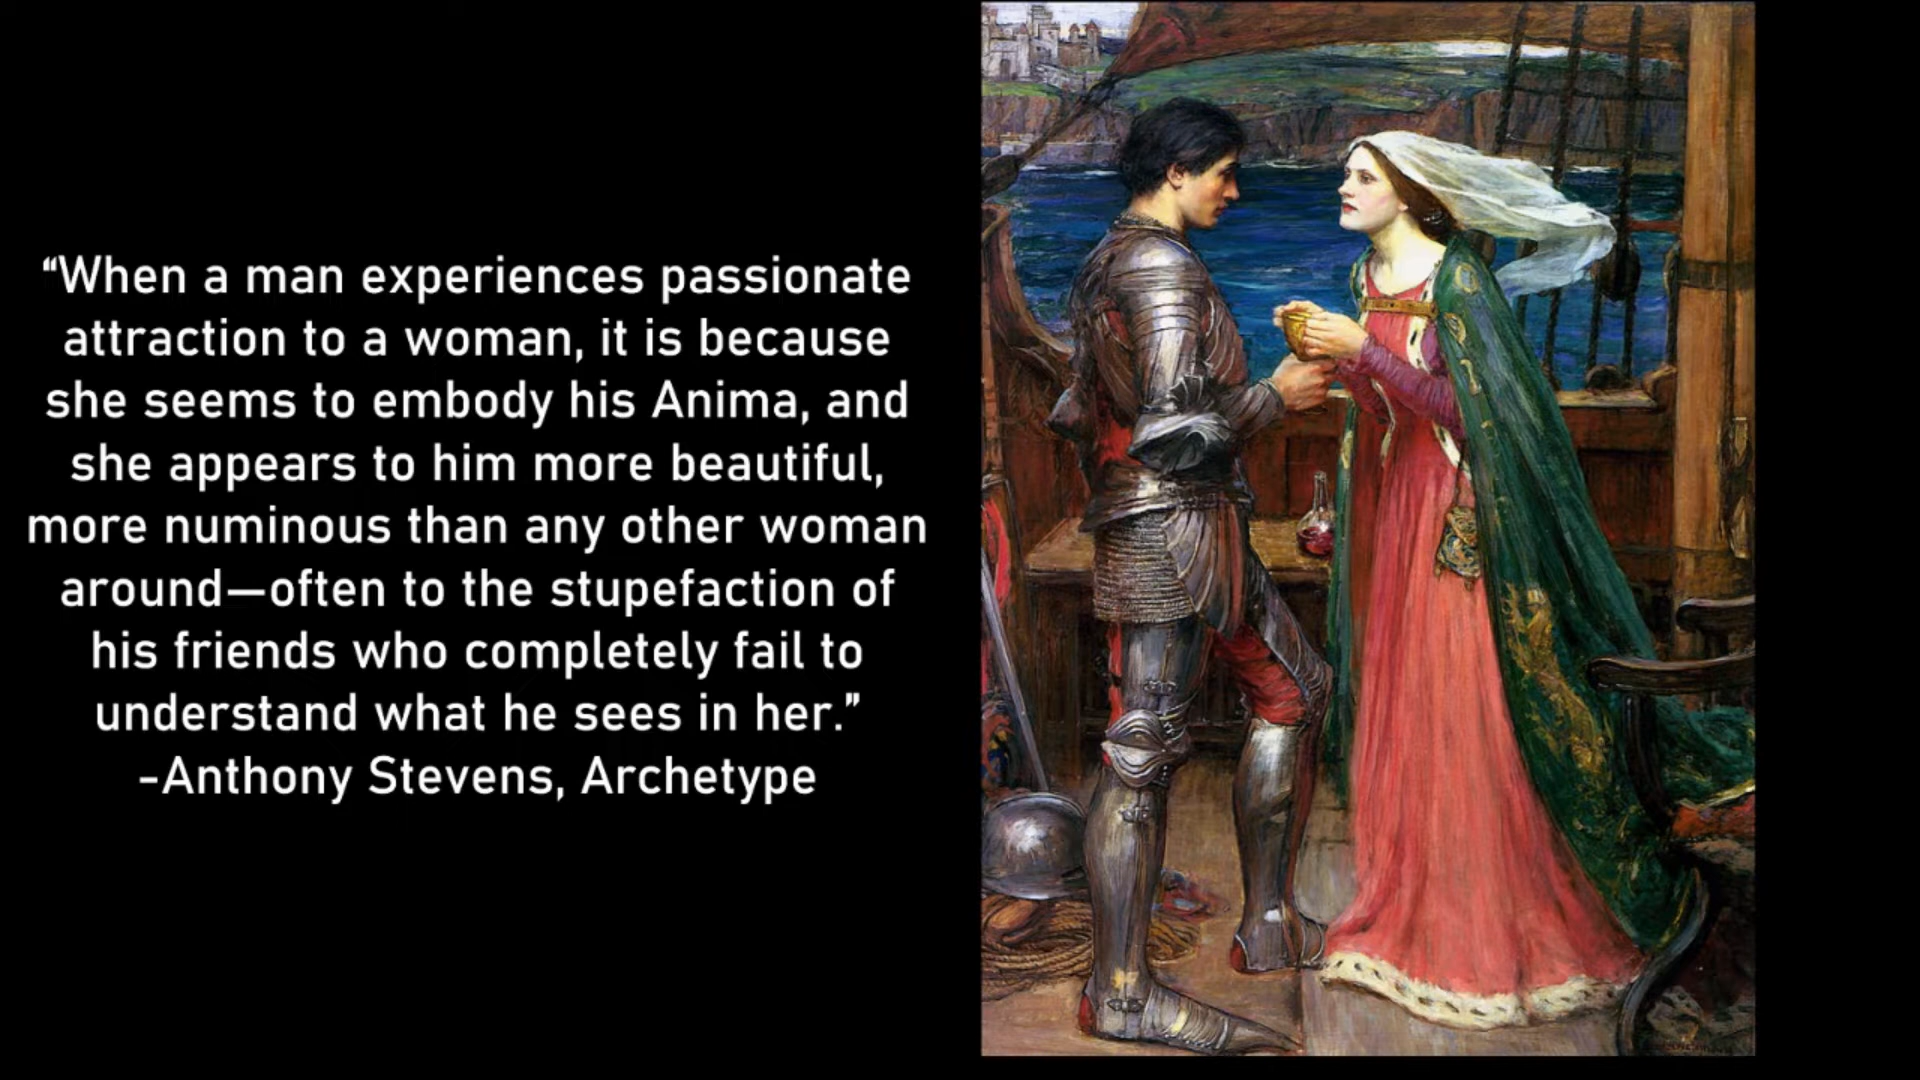 “When a man experiences passionate
attraction to a woman, it is because
she seems to embody his Anima, and
she appears to him more beautiful,
more numinous than any other woman
around—often to the stupefaction of
his friends who completely fail to
understand what he sees in her.”
-Anthony Stevens, Archetype